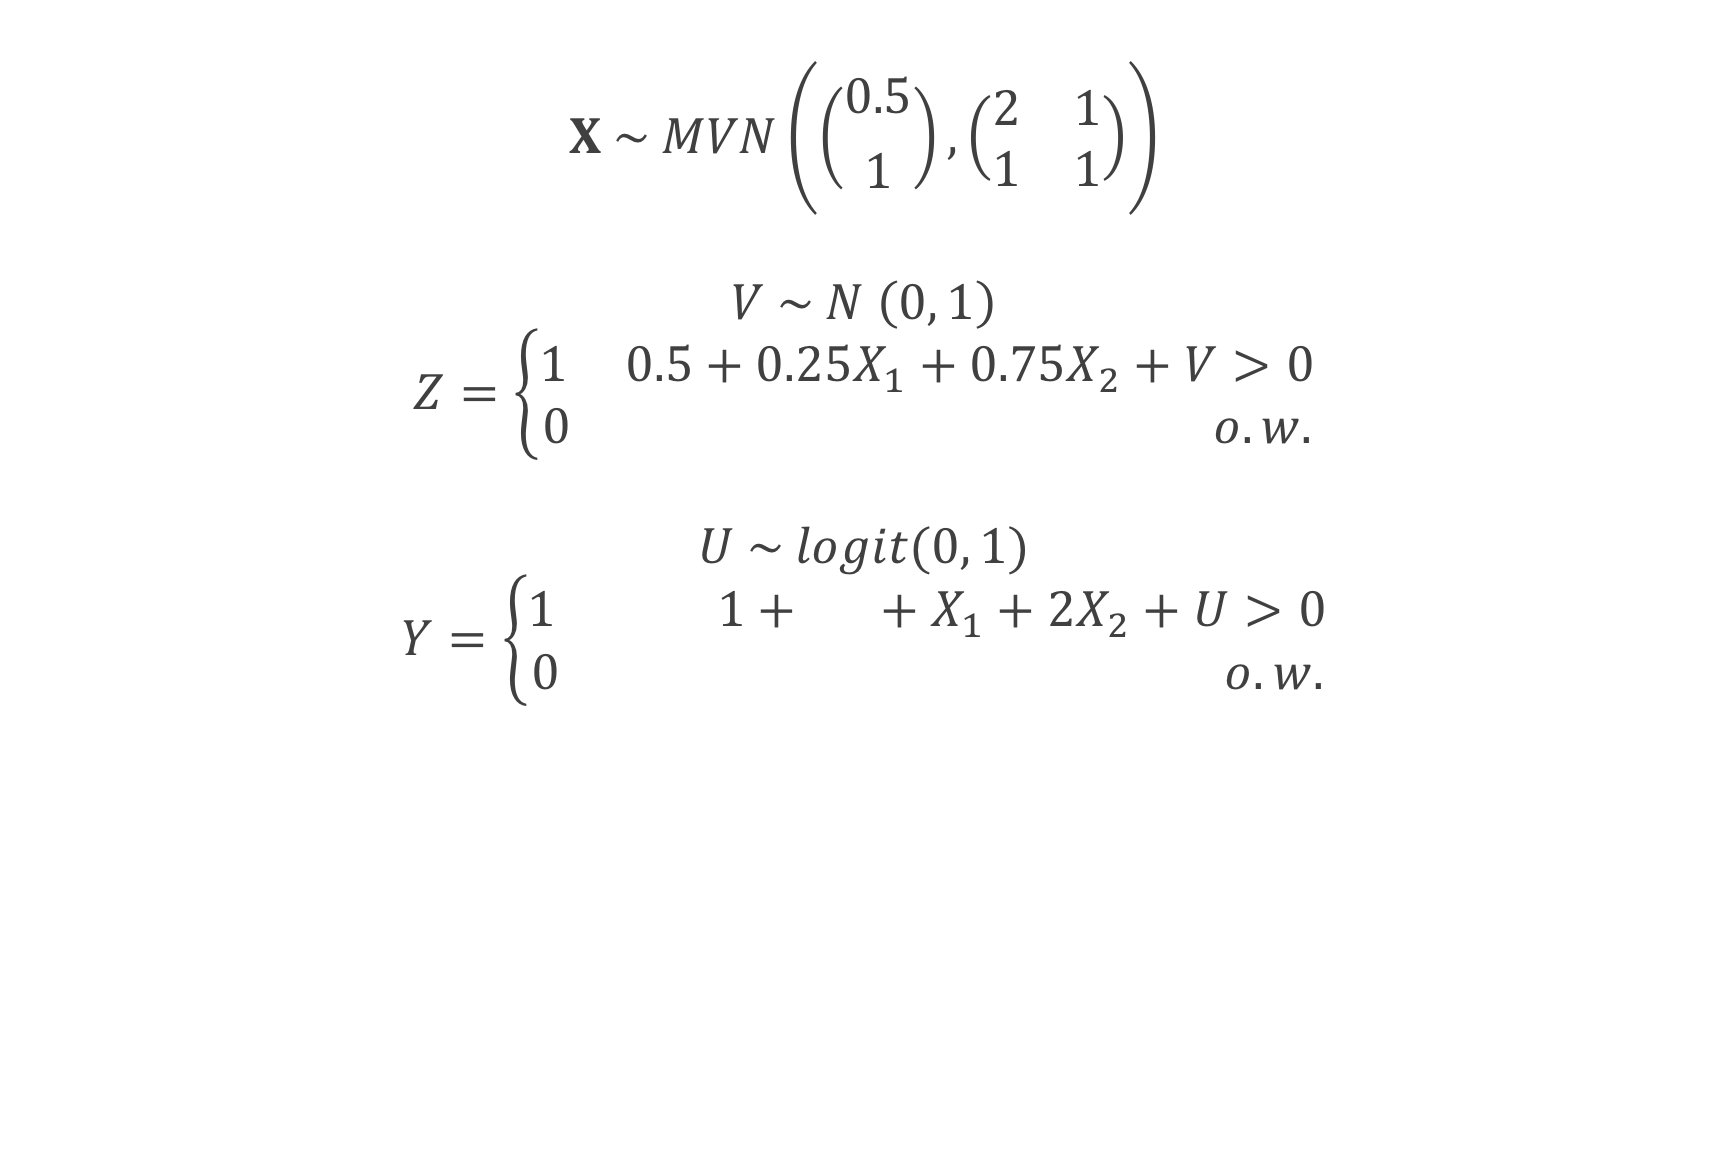 𝐗 ~ MVN ((0.5 1), (2 1 1 1))
V ~ N (0, 1)
Z = {1 0.5 + 0.25X₁ + 0.75X₂ + V > 0
0 o.w.
U ~ logit(0, 1)
Y = {1 1 + + X₁ + 2X₂ + U > 0
0 o.w.